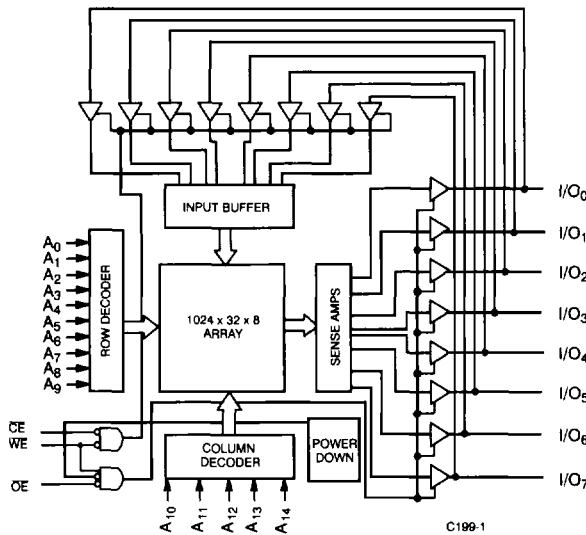 INPUT BUFFER
I/O0
I/O1
I/O2
I/O3
I/O4
I/O5
I/O6
I/O7
A0
A1
A2
A3
A4
A5
A6
A7
A8
A9
ROW DECODER
1024 x 32 x 8
ARRAY
SENSE AMPS
CE
WE
OE
COLUMN
DECODER
POWER
DOWN
A10
A11
A12
A13
A14
C199-1